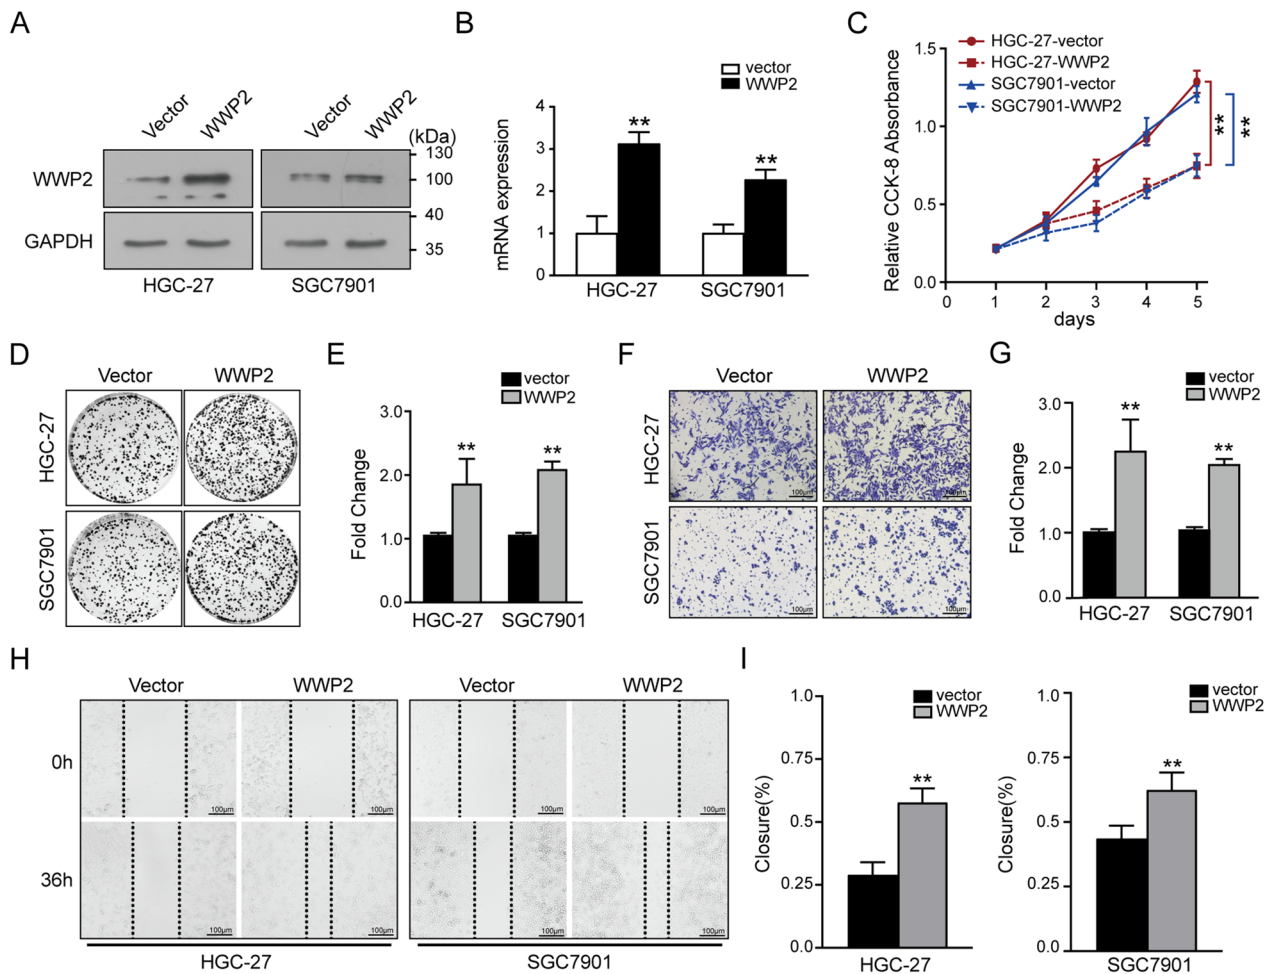 A
Vector
WWP2
Vector
WWP2
(kDa)
WWP2
130
100
GAPDH
40
35
HGC-27
SGC7901
B
vector
WWP2
mRNA expression
4
3
2
1
0
**
**
HGC-27
SGC7901
C
HGC-27-vector
HGC-27-WWP2
SGC7901-vector
SGC7901-WWP2
Relative CCK-8 Absorbance
1.5
1.0
0.5
0.0
0
1
2
3
4
5
days
**
**
D
Vector
WWP2
HGC-27
SGC7901
E
vector
WWP2
Fold Change
3.0
2.0
1.0
0.0
**
**
HGC-27
SGC7901
F
Vector
WWP2
HGC-27
100μm
100μm
SGC7901
100μm
100μm
G
vector
WWP2
Fold Change
3.0
2.0
1.0
0.0
**
**
HGC-27
SGC7901
H
Vector
WWP2
Vector
WWP2
0h
100μm
100μm
100μm
100μm
36h
100μm
100μm
100μm
100μm
HGC-27
SGC7901
I
vector
WWP2
Closure(%)
1.0
0.75
0.5
0.25
0.0
**
HGC-27
vector
WWP2
Closure(%)
1.0
0.75
0.5
0.25
0.0
**
SGC7901